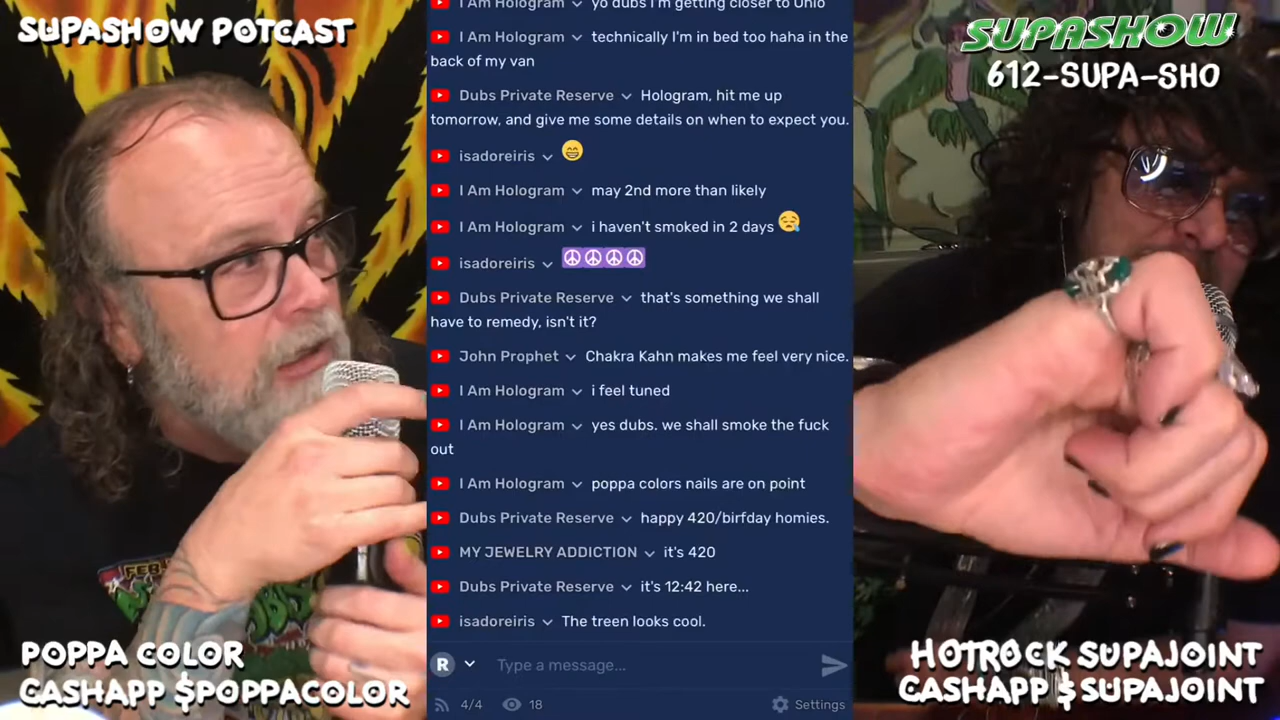 SUPASHOW POTCAST
SUPASHOW
612-SUPA-SHO
I Am Hologram yo dubs I'm getting closer to Ohio
I Am Hologram technically I'm in bed too haha in the
back of my van
Dubs Private Reserve Hologram, hit me up
tomorrow, and give me some details on when to expect you.
isadoreiris 😁
I Am Hologram may 2nd more than likely
I Am Hologram i haven't smoked in 2 days 😪
isadoreiris ☮☮☮☮
Dubs Private Reserve that's something we shall
have to remedy, isn't it?
John Prophet Chakra Kahn makes me feel very nice.
I Am Hologram i feel tuned
I Am Hologram yes dubs. we shall smoke the fuck
out
I Am Hologram poppa colors nails are on point
Dubs Private Reserve happy 420/birfday homies.
MY JEWELRY ADDICTION it's 420
Dubs Private Reserve it's 12:42 here...
isadoreiris The treen looks cool.
R Type a message...
4/4 18 Settings
FEB
POPPA COLOR
CASHAPP $POPPACOLOR
HOTROCK SUPAJOINT
CASHAPP $SUPAJOINT